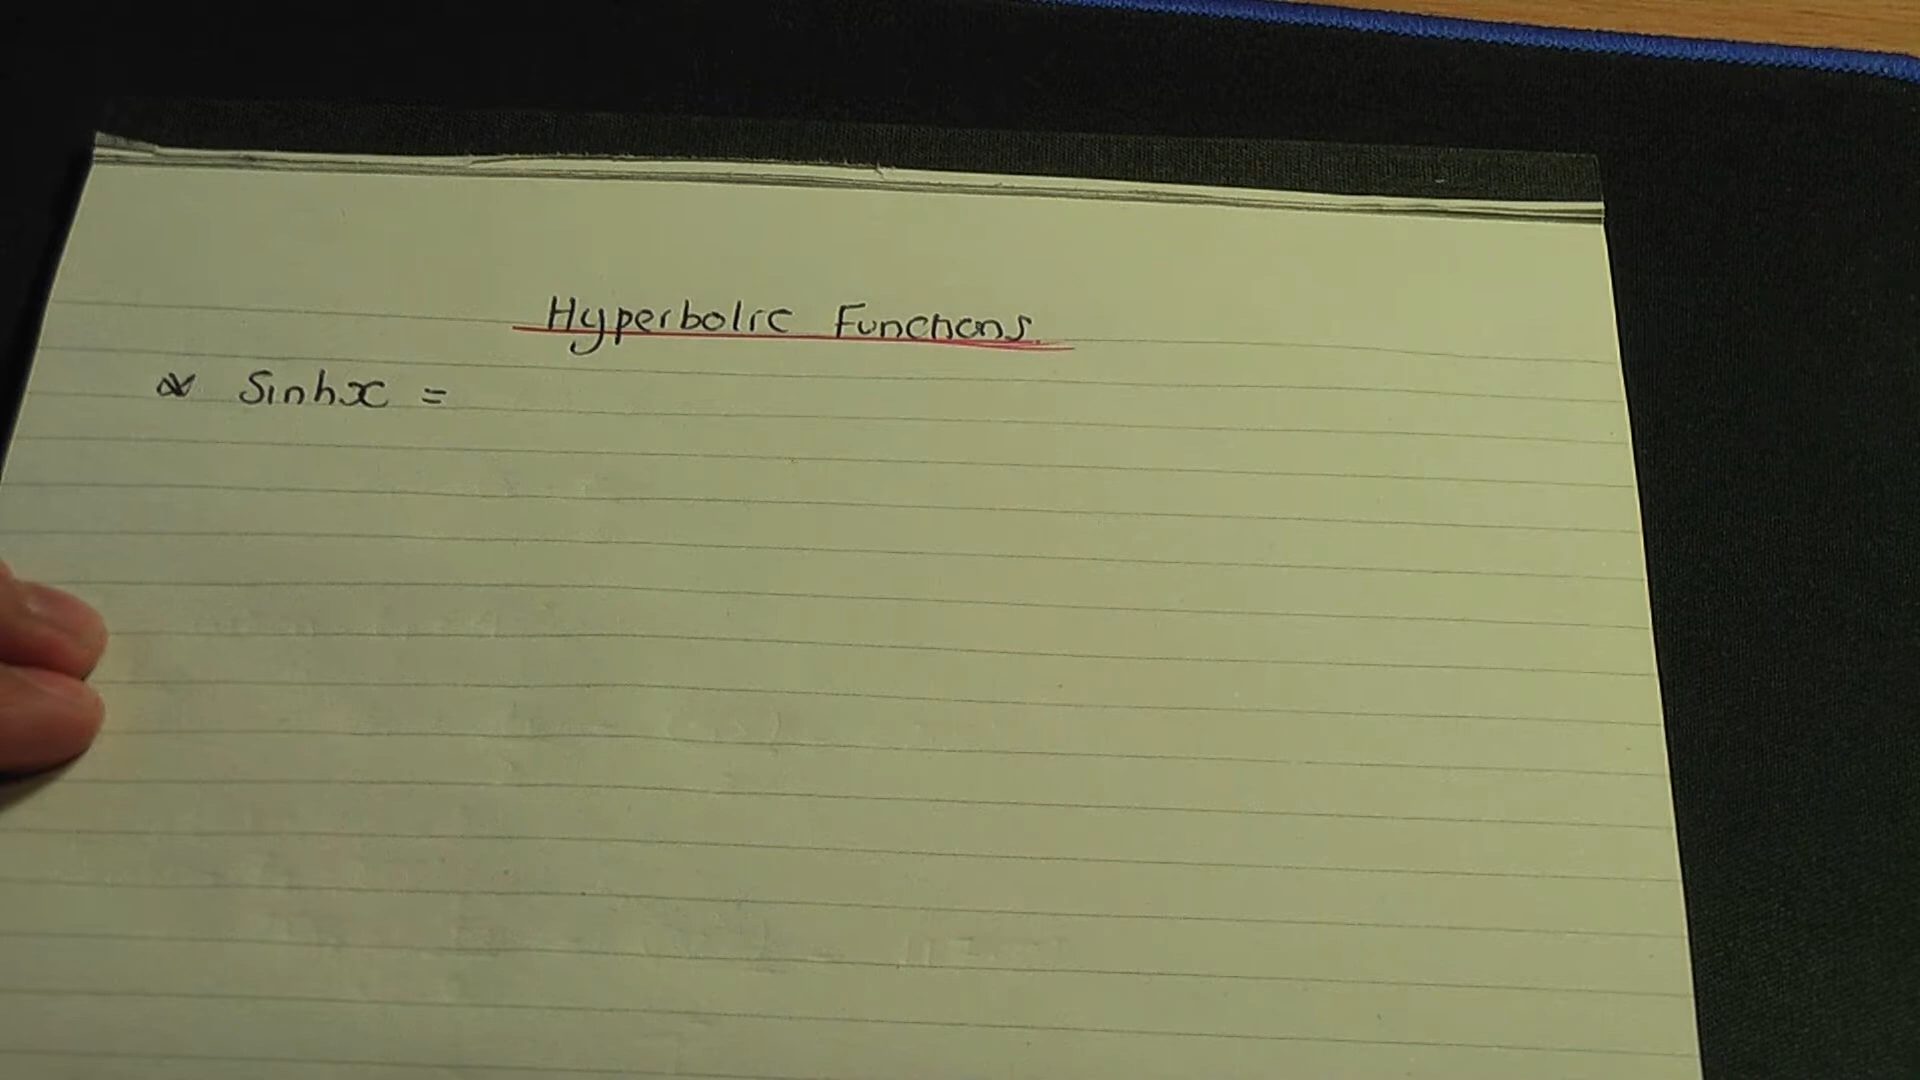 Hyperbolic Functions.
* Sinhx =